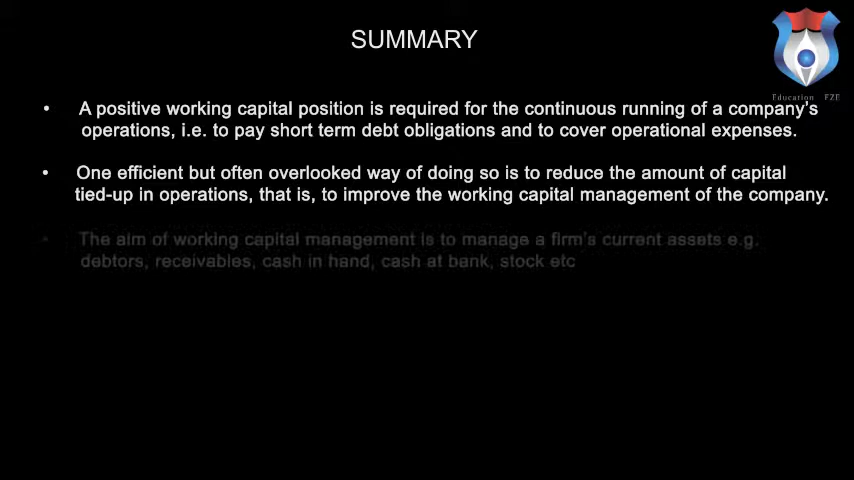 SUMMARY
Education FZE
• A positive working capital position is required for the continuous running of a company's
operations, i.e. to pay short term debt obligations and to cover operational expenses.
• One efficient but often overlooked way of doing so is to reduce the amount of capital
tied-up in operations, that is, to improve the working capital management of the company.
• The aim of working capital management is to manage a firm's current assets e.g.
debtors, receivables, cash in hand, cash at bank, stock etc